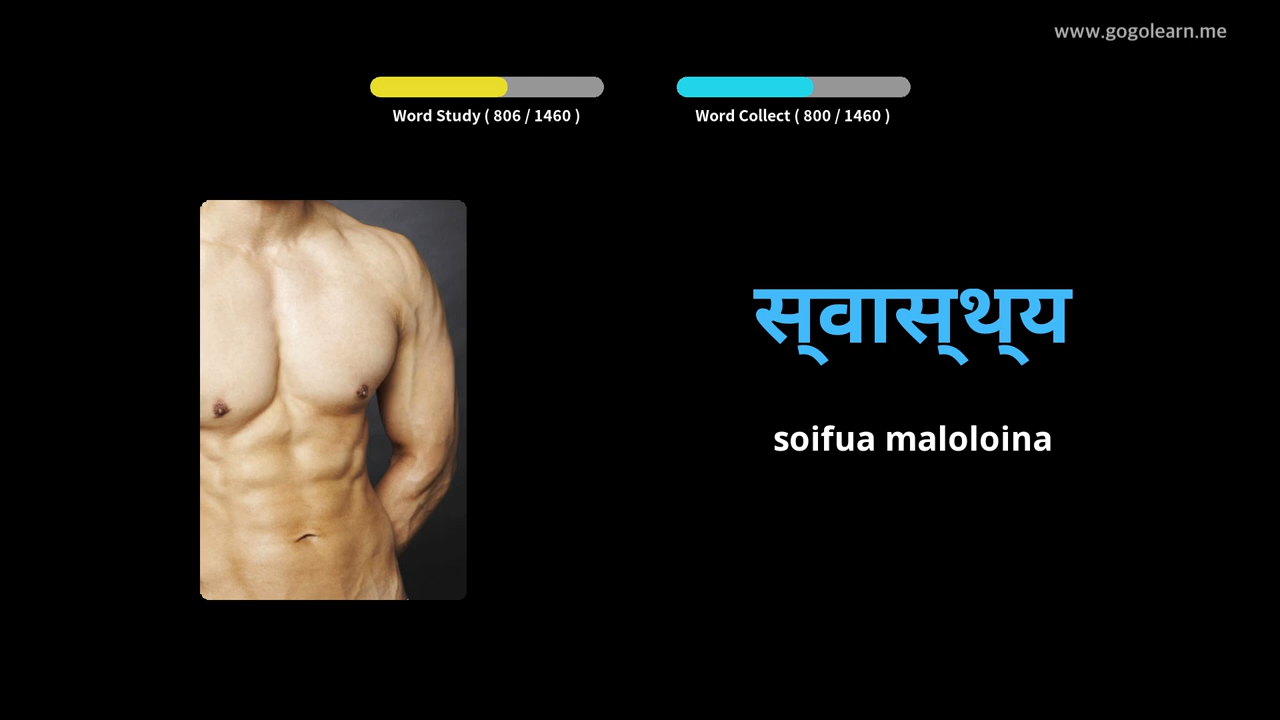 www.gogolearn.me
Word Study ( 806 / 1460 )
Word Collect ( 800 / 1460 )
स्‌वास्‌थ्‌य
soifua maloloina